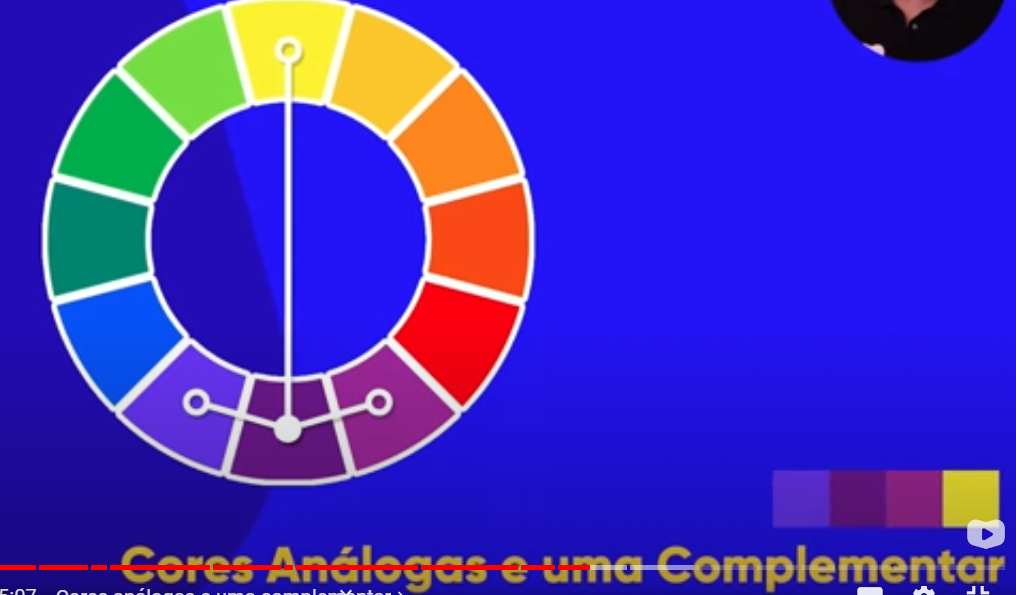 Cores Análogas e uma Complementar
5:07 Cores análogas e uma complementar ›